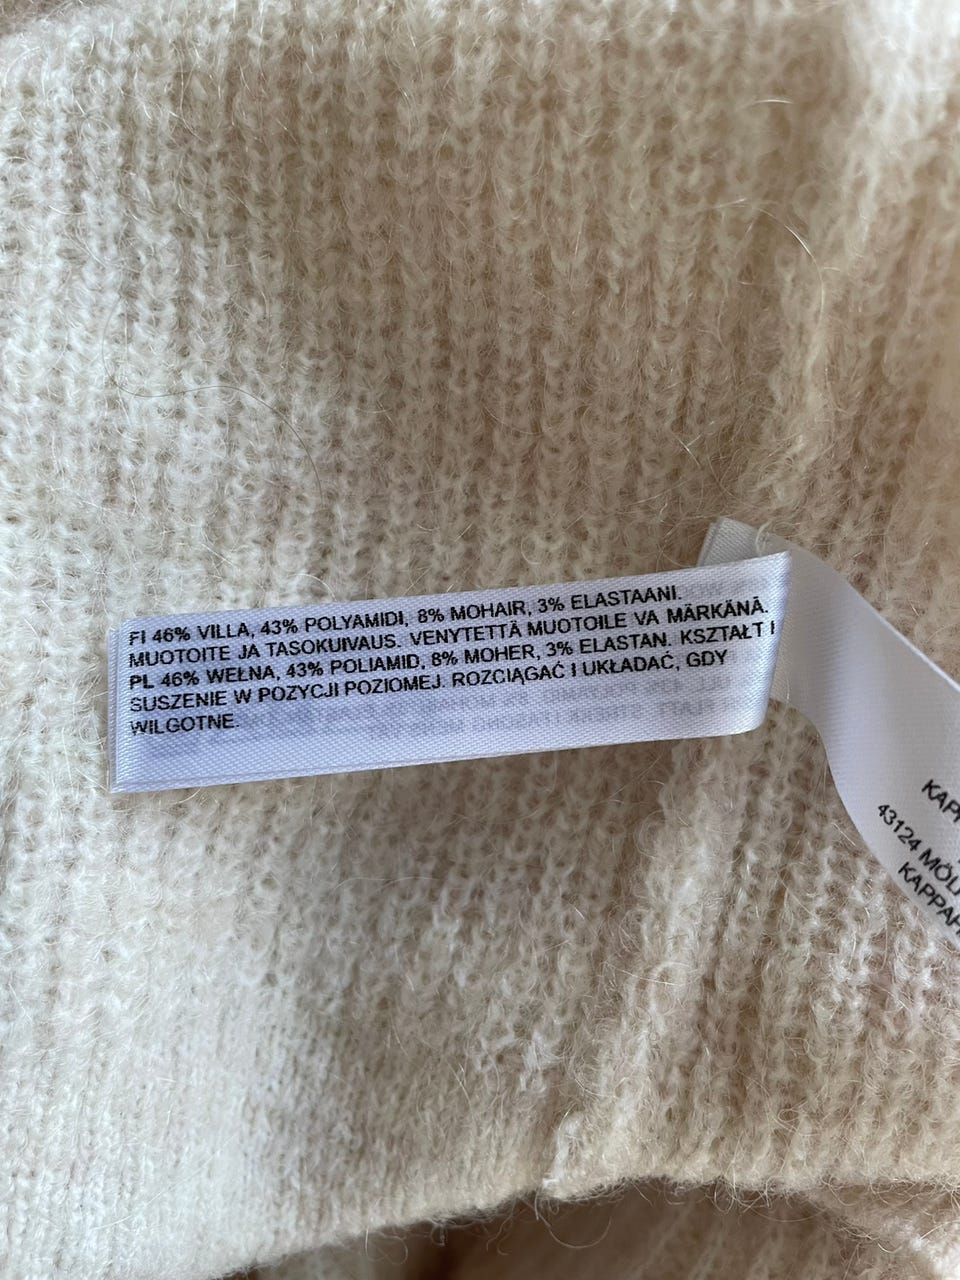 FI 46% VILLA, 43% POLYAMIDI, 8% MOHAIR, 3% ELASTAANI.
MUOTOITE JA TASOKUIVAUS. VENYTETTÄ MUOTOILE VA MÄRKÄNÄ.
PL 46% WEŁNA, 43% POLIAMID, 8% MOHER, 3% ELASTAN. KSZTAŁT I
SUSZENIE W POZYCJI POZIOMEJ. ROZCIĄGAĆ I UKŁADAĆ, GDY
WILGOTNE.
43124